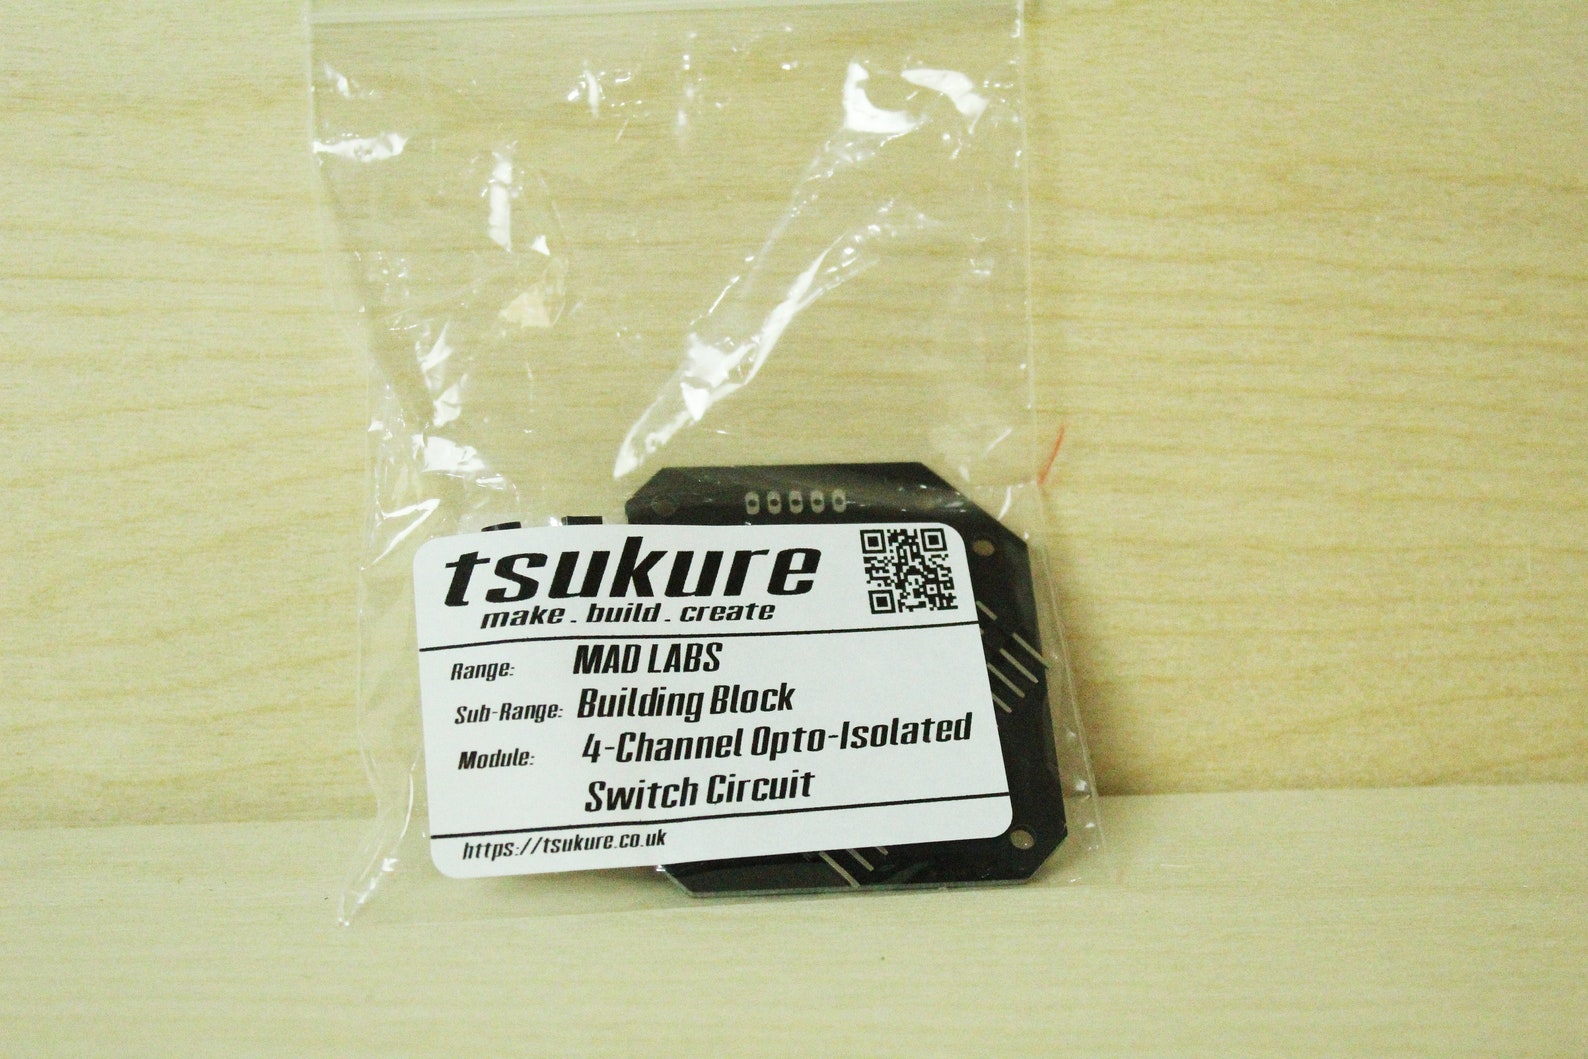 tsukure
make . build . create
Range: MAD LABS
Sub-Range: Building Block
Module: 4-Channel Opto-Isolated
Switch Circuit
https://tsukure.co.uk